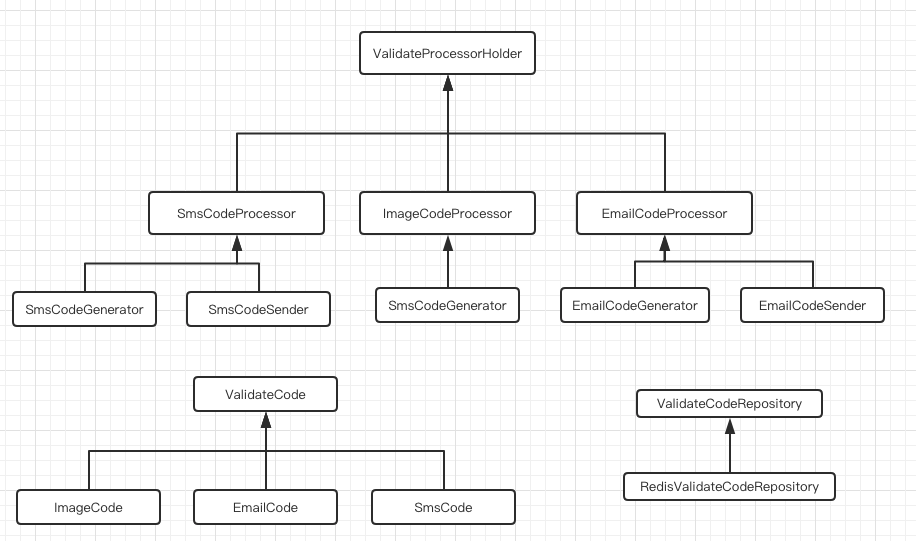 ValidateProcessorHolder
SmsCodeProcessor
ImageCodeProcessor
EmailCodeProcessor
SmsCodeGenerator
SmsCodeSender
SmsCodeGenerator
EmailCodeGenerator
EmailCodeSender
ValidateCode
ValidateCodeRepository
ImageCode
EmailCode
SmsCode
RedisValidateCodeRepository